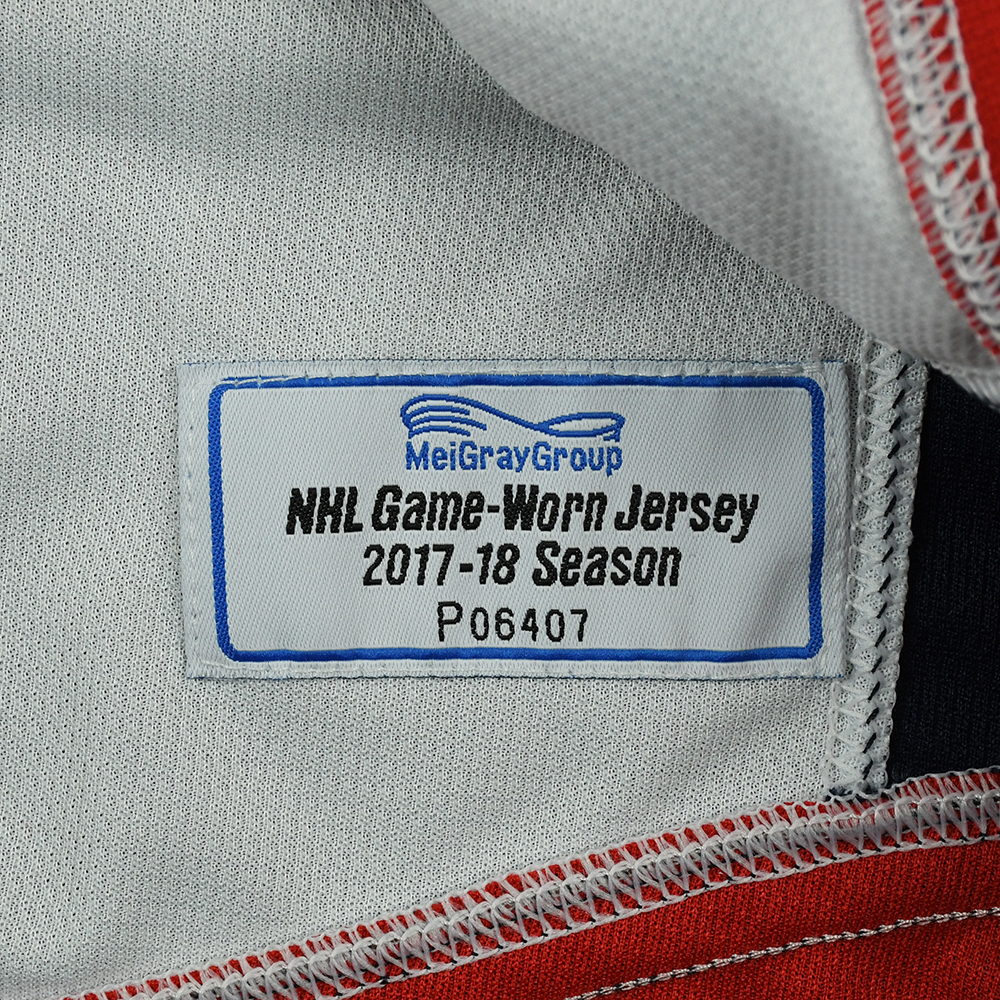 MeiGrayGroup
NHL Game-Worn Jersey
2017-18 Season
P06407